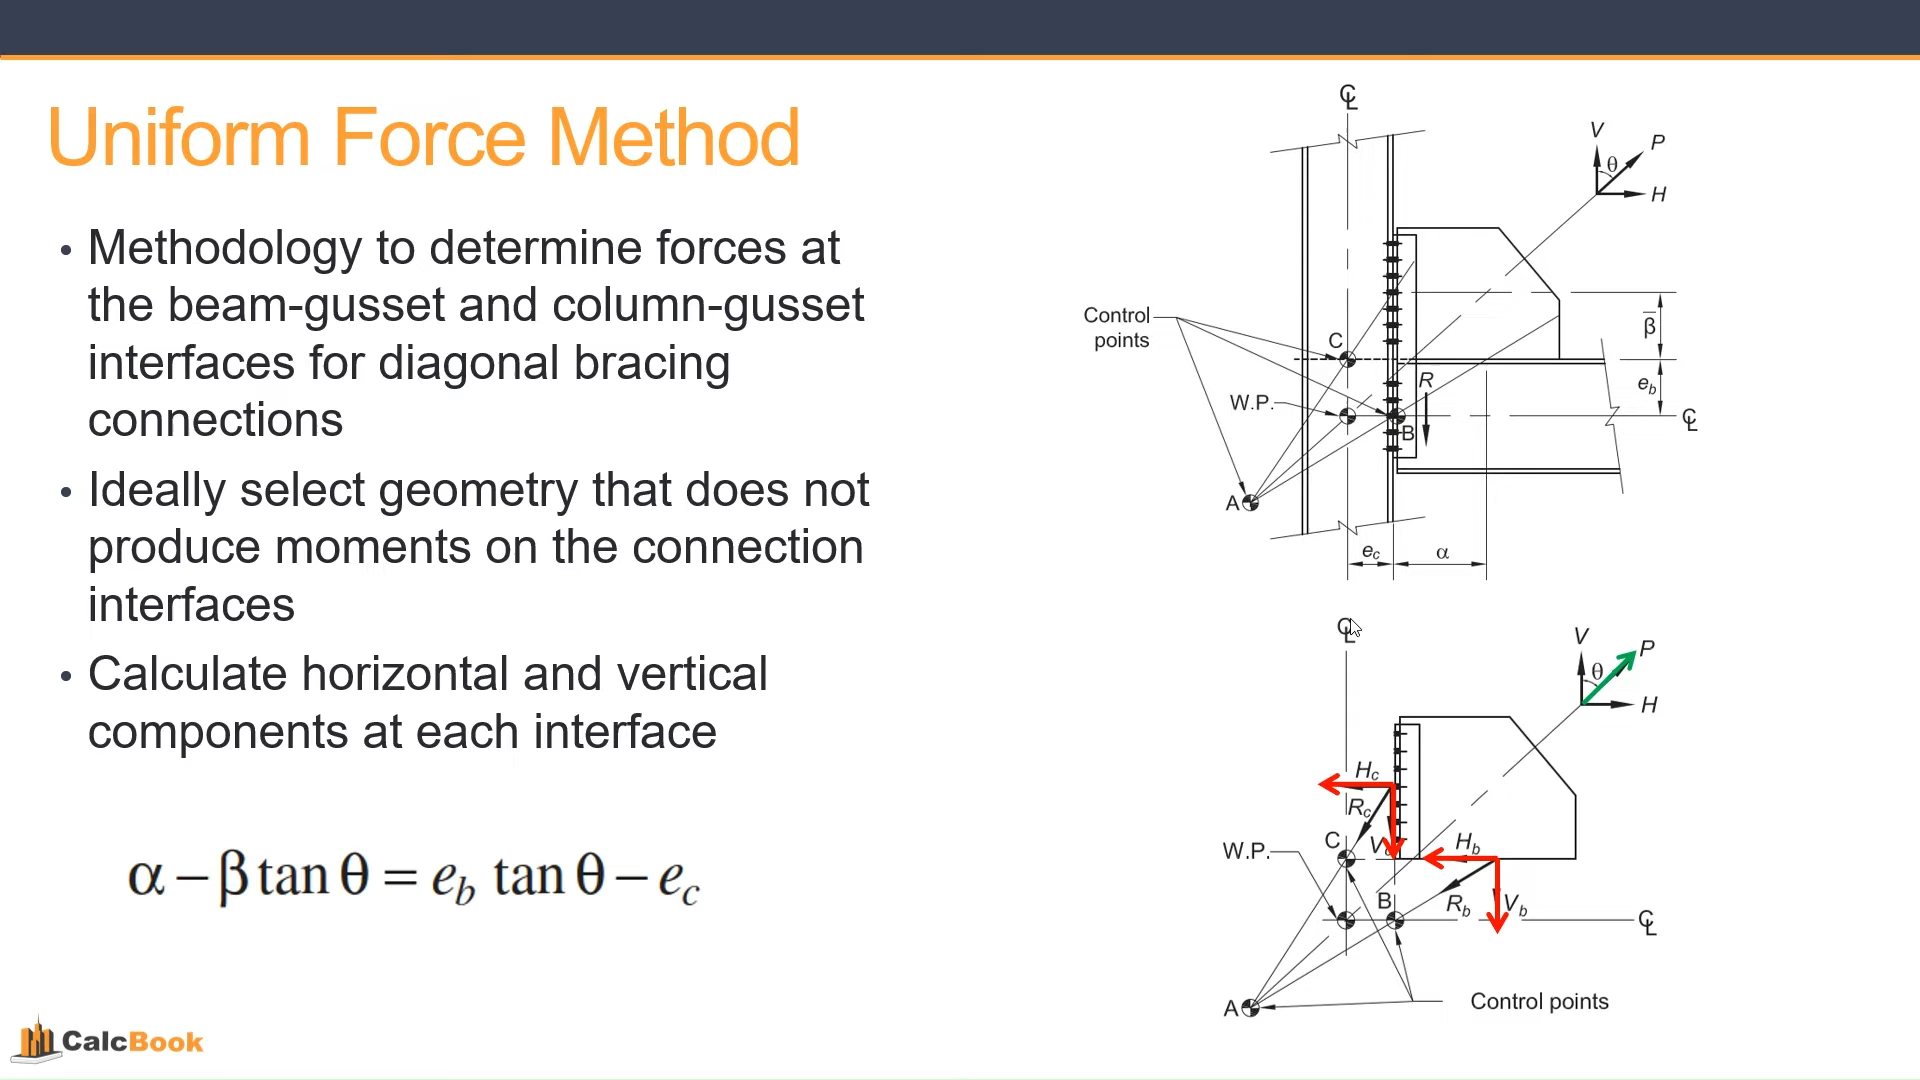 Uniform Force Method
• Methodology to determine forces at
the beam-gusset and column-gusset
interfaces for diagonal bracing
connections
• Ideally select geometry that does not
produce moments on the connection
interfaces
• Calculate horizontal and vertical
components at each interface
α − β tan θ = e_b tan θ − e_c
CalcBook
℄
V
P
θ
H
Control
points
C
β̅
R
e_b
W.P.
℄
B
A
e_c
α
℄
V
P
θ
H
H_c
R_c
C
V_c
H_b
W.P.
B
R_b
V_b
℄
A
Control points